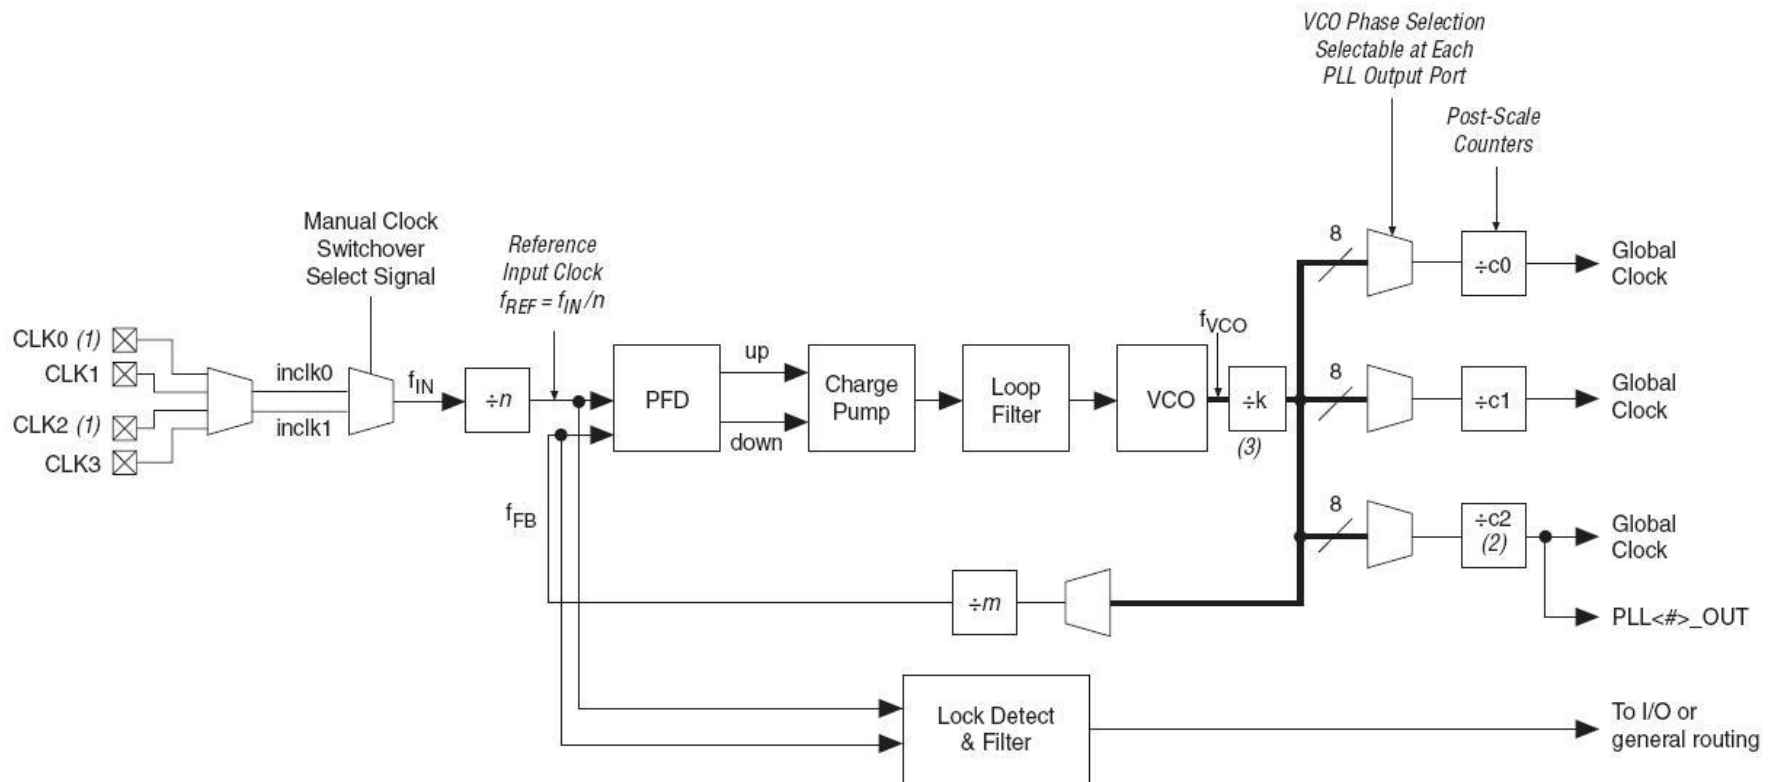 VCO Phase Selection
Selectable at Each
PLL Output Port
Post-Scale
Counters
Manual Clock
Switchover
Select Signal
Reference
Input Clock
fREF = fIN/n
CLK0 (1)
CLK1
CLK2 (1)
CLK3
inclk0
inclk1
fIN
÷n
PFD
up
down
Charge
Pump
Loop
Filter
VCO
fVCO
÷k
(3)
8
÷c0
Global
Clock
8
÷c1
Global
Clock
8
÷c2
(2)
Global
Clock
PLL<#>_OUT
fFB
÷m
Lock Detect
& Filter
To I/O or
general routing